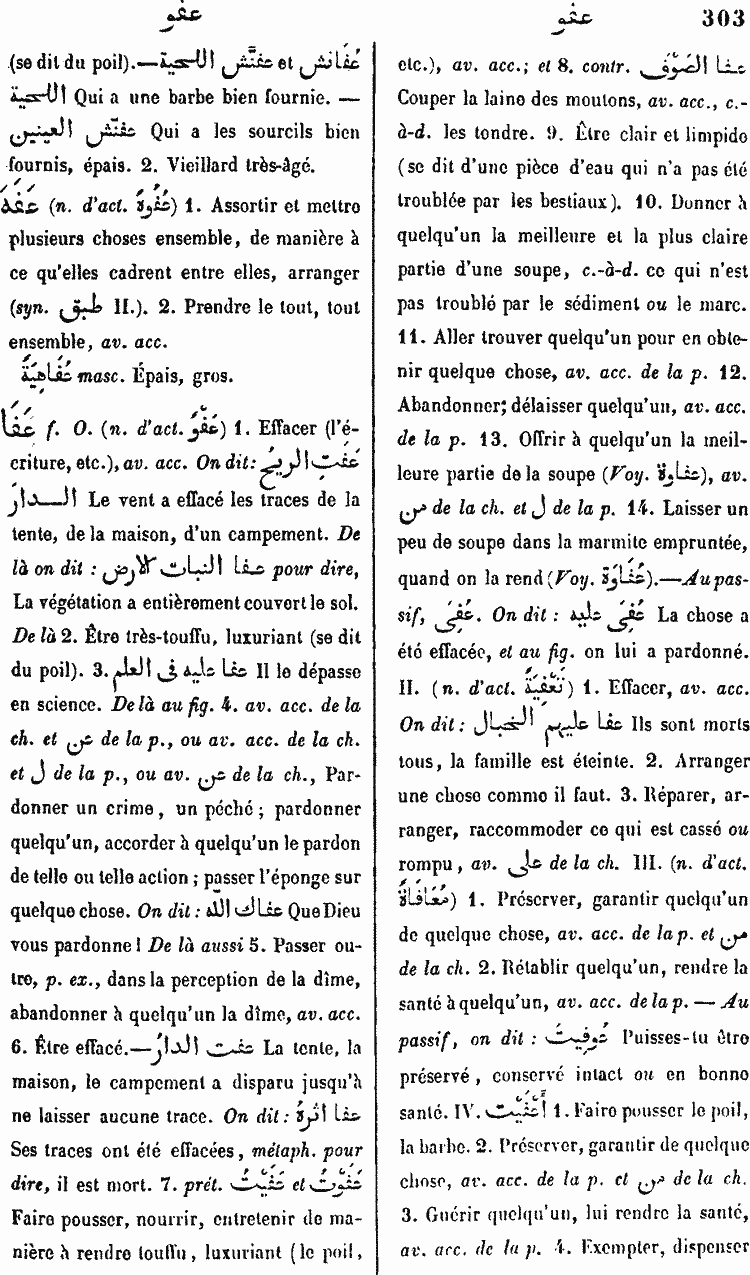 عفو
عفو 303
(se dit du poil).—عُفَانش et عفنَّش اللحية
اللحية Qui a une barbe bien fournie. —
عفنّش العينين Qui a les sourcils bien
fournis, épais. 2. Vieillard très-âgé.
عَفَهَ (n. d'act. عُفُوهٌ) 1. Assortir et mettre
plusieurs choses ensemble, de manière à
ce qu'elles cadrent entre elles, arranger
(syn. طبق II.). 2. Prendre le tout, tout
ensemble, av. acc.
عُفَاهِيَةٌ masc. Épais, gros.
عَفَا f. O. (n. d'act. عَفْوٌ) 1. Effacer (l'é-
criture, etc.), av. acc. On dit: عَفَتِ الريحُ
الـــدارَ Le vent a effacé les traces de la
tente, de la maison, d'un campement. De
là on dit : عفا النبات الارض pour dire,
La végétation a entièrement couvert le sol.
De là 2. Être très-touffu, luxuriant (se dit
du poil). 3. عفا عليه فى العلم Il le dépasse
en science. De là au fig. 4. av. acc. de la
ch. et عن de la p., ou av. acc. de la ch.
et ل de la p., ou av. عن de la ch., Par-
donner un crime, un péché; pardonner
quelqu'un, accorder à quelqu'un le pardon
de telle ou telle action; passer l'éponge sur
quelque chose. On dit : عفاك الله Que Dieu
vous pardonne! De là aussi 5. Passer ou-
tre, p. ex., dans la perception de la dîme,
abandonner à quelqu'un la dîme, av. acc.
6. Être effacé.—عفت الدارُ La tente, la
maison, le campement a disparu jusqu'à
ne laisser aucune trace. On dit : عفا اثرهُ
Ses traces ont été effacées, métaph. pour
dire, il est mort. 7. prét. عَفَيْتُ et عَفَوْتُ
Faire pousser, nourrir, entretenir de ma-
nière à rendre touffu, luxuriant (le poil,
etc.), av. acc.; et 8. contr. عفا الصُوْفَ
Couper la laine des moutons, av. acc., c.-
à-d. les tondre. 9. Être clair et limpide
(se dit d'une pièce d'eau qui n'a pas été
troublée par les bestiaux). 10. Donner à
quelqu'un la meilleure et la plus claire
partie d'une soupe, c.-à-d. ce qui n'est
pas troublé par le sédiment ou le marc.
11. Aller trouver quelqu'un pour en obte-
nir quelque chose, av. acc. de la p. 12.
Abandonner; délaisser quelqu'un, av. acc.
de la p. 13. Offrir à quelqu'un la meil-
leure partie de la soupe (Voy. عفاوة), av.
من de la ch. et ل de la p. 14. Laisser un
peu de soupe dans la marmite empruntée,
quand on la rend (Voy. عُفَاوَة).—Au pas-
sif, عُفِىَ. On dit : عُفِىَ عليه La chose a
été effacée, et au fig. on lui a pardonné.
II. (n. d'act. تَعْفِيَةٌ) 1. Effacer, av. acc.
On dit : عفا عليهم الخبال Ils sont morts
tous, la famille est éteinte. 2. Arranger
une chose comme il faut. 3. Réparer, ar-
ranger, raccommoder ce qui est cassé ou
rompu, av. على de la ch. III. (n. d'act.
مُعَافَاةٌ) 1. Préserver, garantir quelqu'un
de quelque chose, av. acc. de la p. et من
de la ch. 2. Rétablir quelqu'un, rendre la
santé à quelqu'un, av. acc. de la p. — Au
passif, on dit : عُوفِيتَ Puisses-tu être
préservé, conservé intact ou en bonne
santé. IV. أَعْفَيْتُ 1. Faire pousser le poil,
la barbe. 2. Préserver, garantir de quelque
chose, av. acc. de la p. et من de la ch.
3. Guérir quelqu'un, lui rendre la santé,
av. acc. de la p. 4. Exempter, dispenser